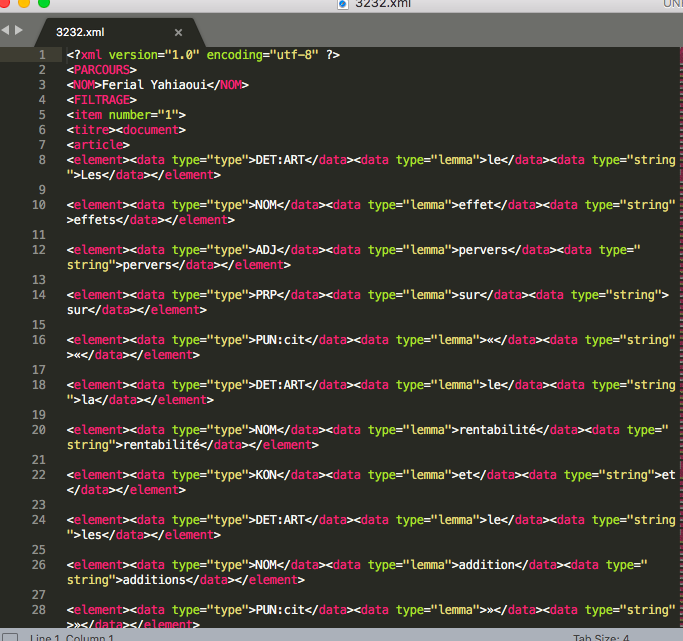 3232.xml
UNI
3232.xml
1 <?xml version="1.0" encoding="utf-8" ?>
2 <PARCOURS>
3 <NOM>Ferial Yahiaoui</NOM>
4 <FILTRAGE>
5 <item number="1">
6 <titre><document>
7 <article>
8 <element><data type="type">DET:ART</data><data type="lemma">le</data><data type="string
">Les</data></element>
9
10 <element><data type="type">NOM</data><data type="lemma">effet</data><data type="string"
>effets</data></element>
11
12 <element><data type="type">ADJ</data><data type="lemma">pervers</data><data type="
string">pervers</data></element>
13
14 <element><data type="type">PRP</data><data type="lemma">sur</data><data type="string">
sur</data></element>
15
16 <element><data type="type">PUN:cit</data><data type="lemma">«</data><data type="string"
>«</data></element>
17
18 <element><data type="type">DET:ART</data><data type="lemma">le</data><data type="string
">la</data></element>
19
20 <element><data type="type">NOM</data><data type="lemma">rentabilité</data><data type="
string">rentabilité</data></element>
21
22 <element><data type="type">KON</data><data type="lemma">et</data><data type="string">et
</data></element>
23
24 <element><data type="type">DET:ART</data><data type="lemma">le</data><data type="string
">les</data></element>
25
26 <element><data type="type">NOM</data><data type="lemma">addition</data><data type="
string">additions</data></element>
27
28 <element><data type="type">PUN:cit</data><data type="lemma">»</data><data type="string"
>»</data></element>
Line 1, Column 1
Tab Size: 4